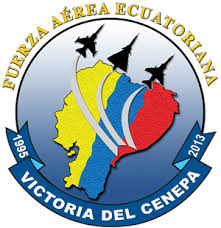 FUERZA AÉREA ECUATORIANA
1995
VICTORIA DEL CENEPA
2013